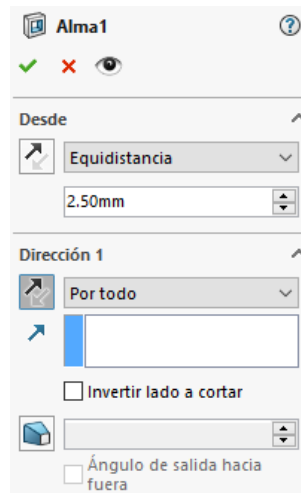 Alma1
Desde
Equidistancia
2.50mm
Dirección 1
Por todo
Invertir lado a cortar
Ángulo de salida hacia
fuera